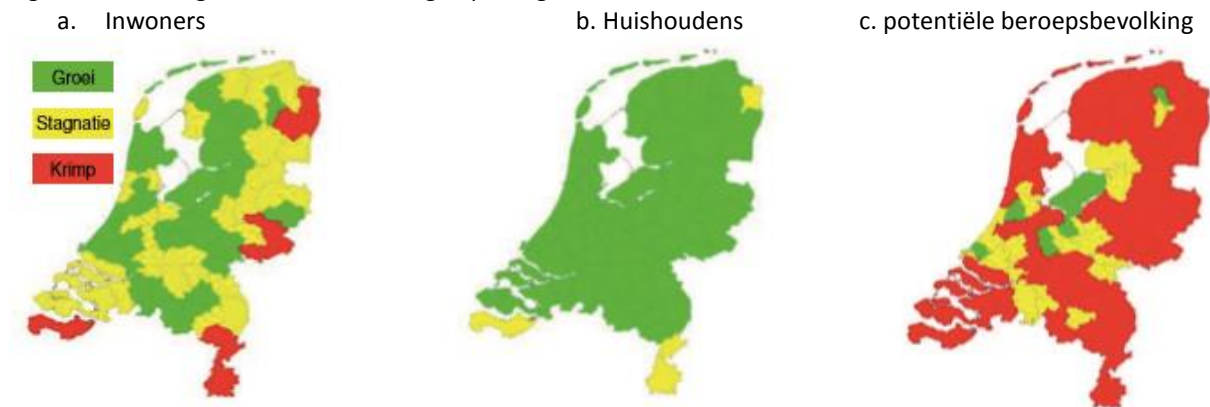 a. Inwoners
b. Huishoudens
c. potentiële beroepsbevolking
Groei
Stagnatie
Krimp